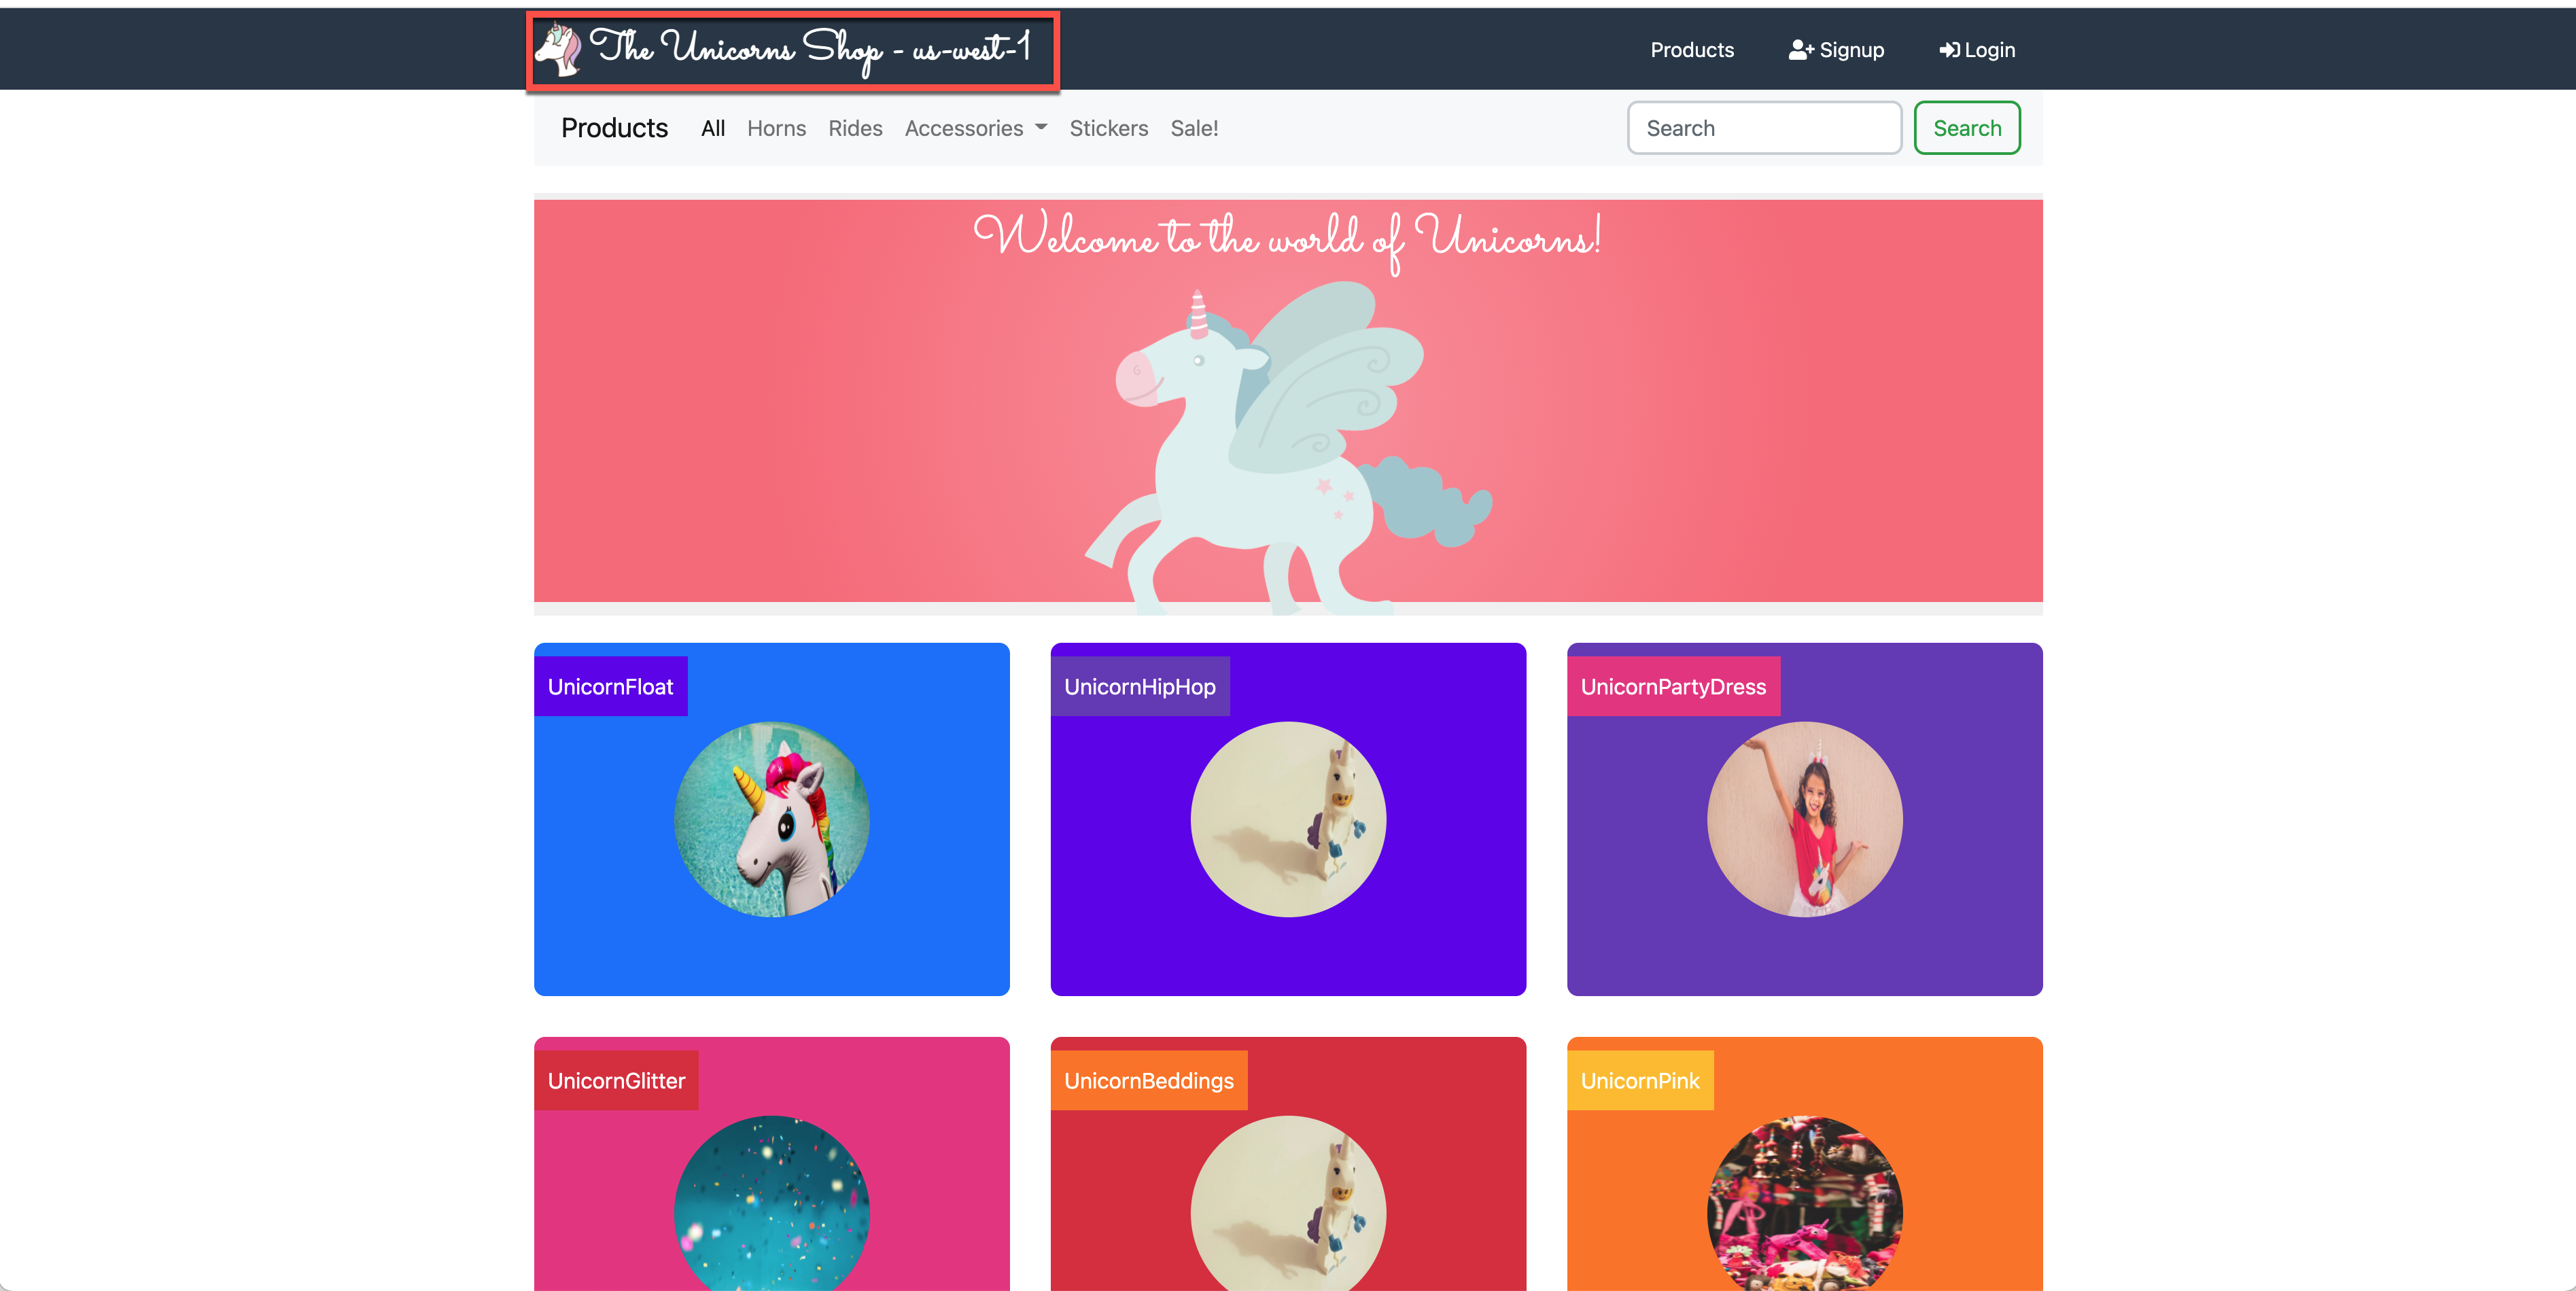 The Unicorns Shop - us-west-1
Products Signup Login
Products All Horns Rides Accessories Stickers Sale!
Search Search
Welcome to the world of Unicorns!
UnicornFloat
UnicornHipHop
UnicornPartyDress
UnicornGlitter
UnicornBeddings
UnicornPink